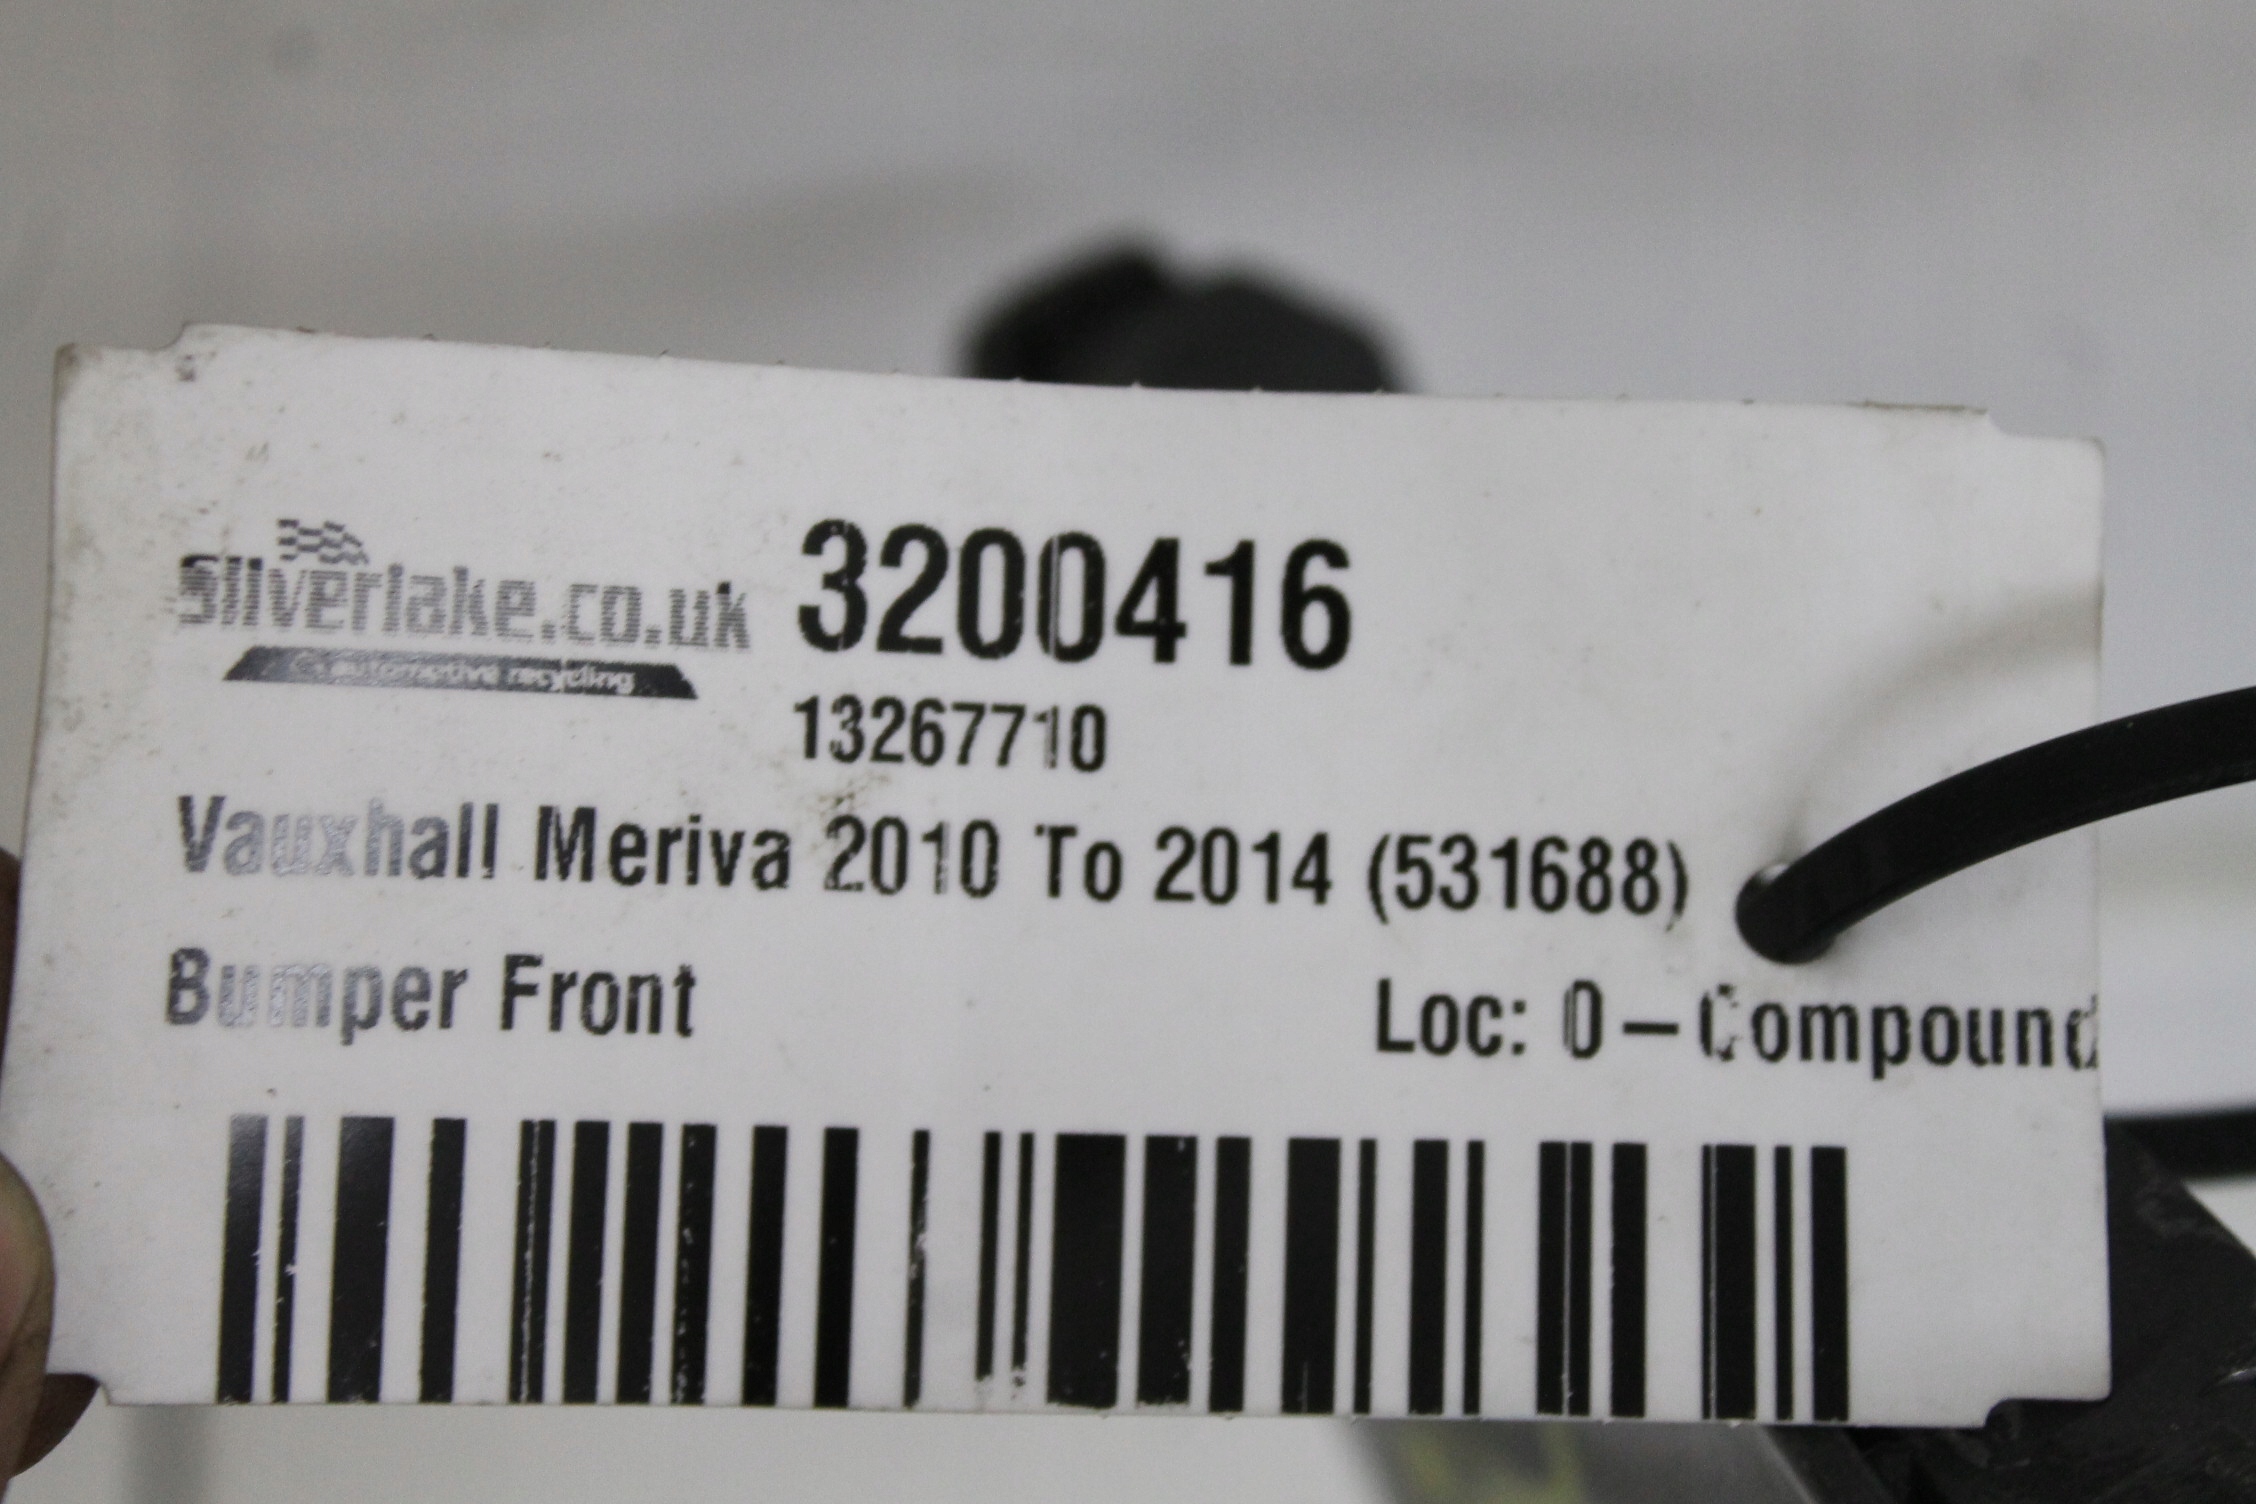 Silverlake.co.uk 3200416
automotive recycling
13267710
Vauxhall Meriva 2010 To 2014 (531688)
Bumper Front Loc: 0 – Compound